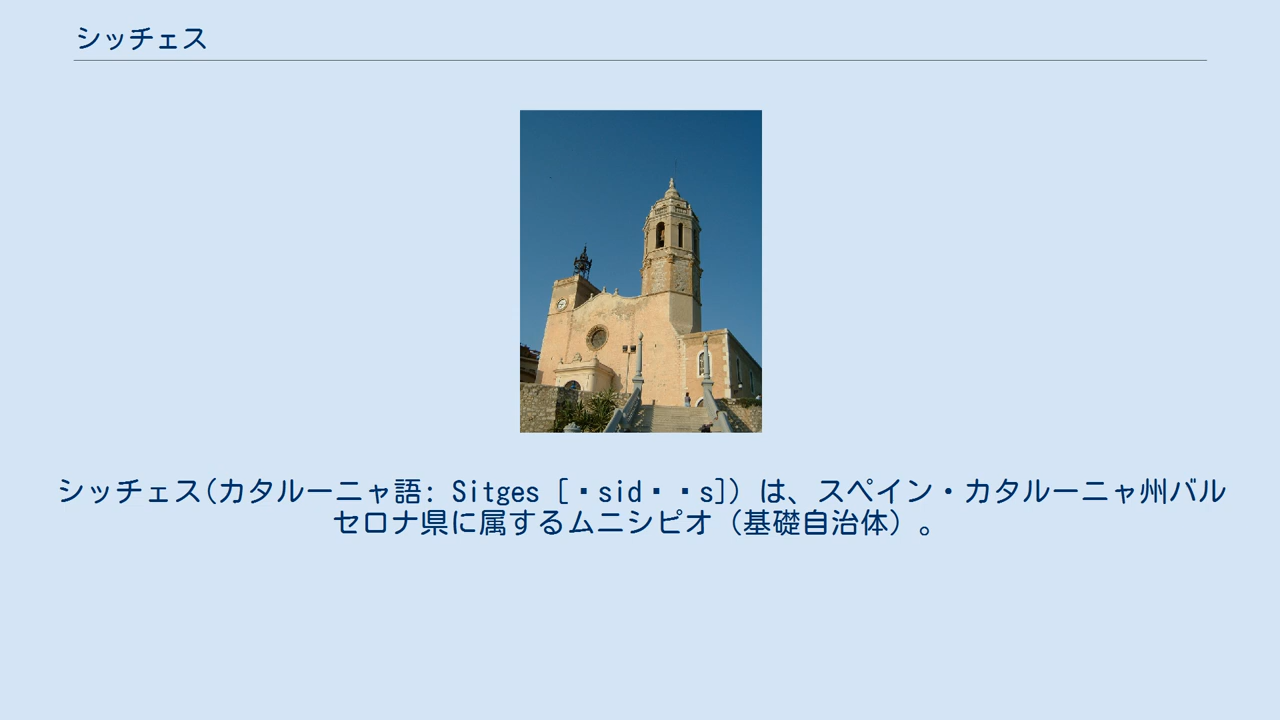 シッチェス
シッチェス(カタルーニャ語: Sitges [▪sid▪▪s]) は、スペイン・カタルーニャ州バル
セロナ県に属するムニシピオ (基礎自治体) 。